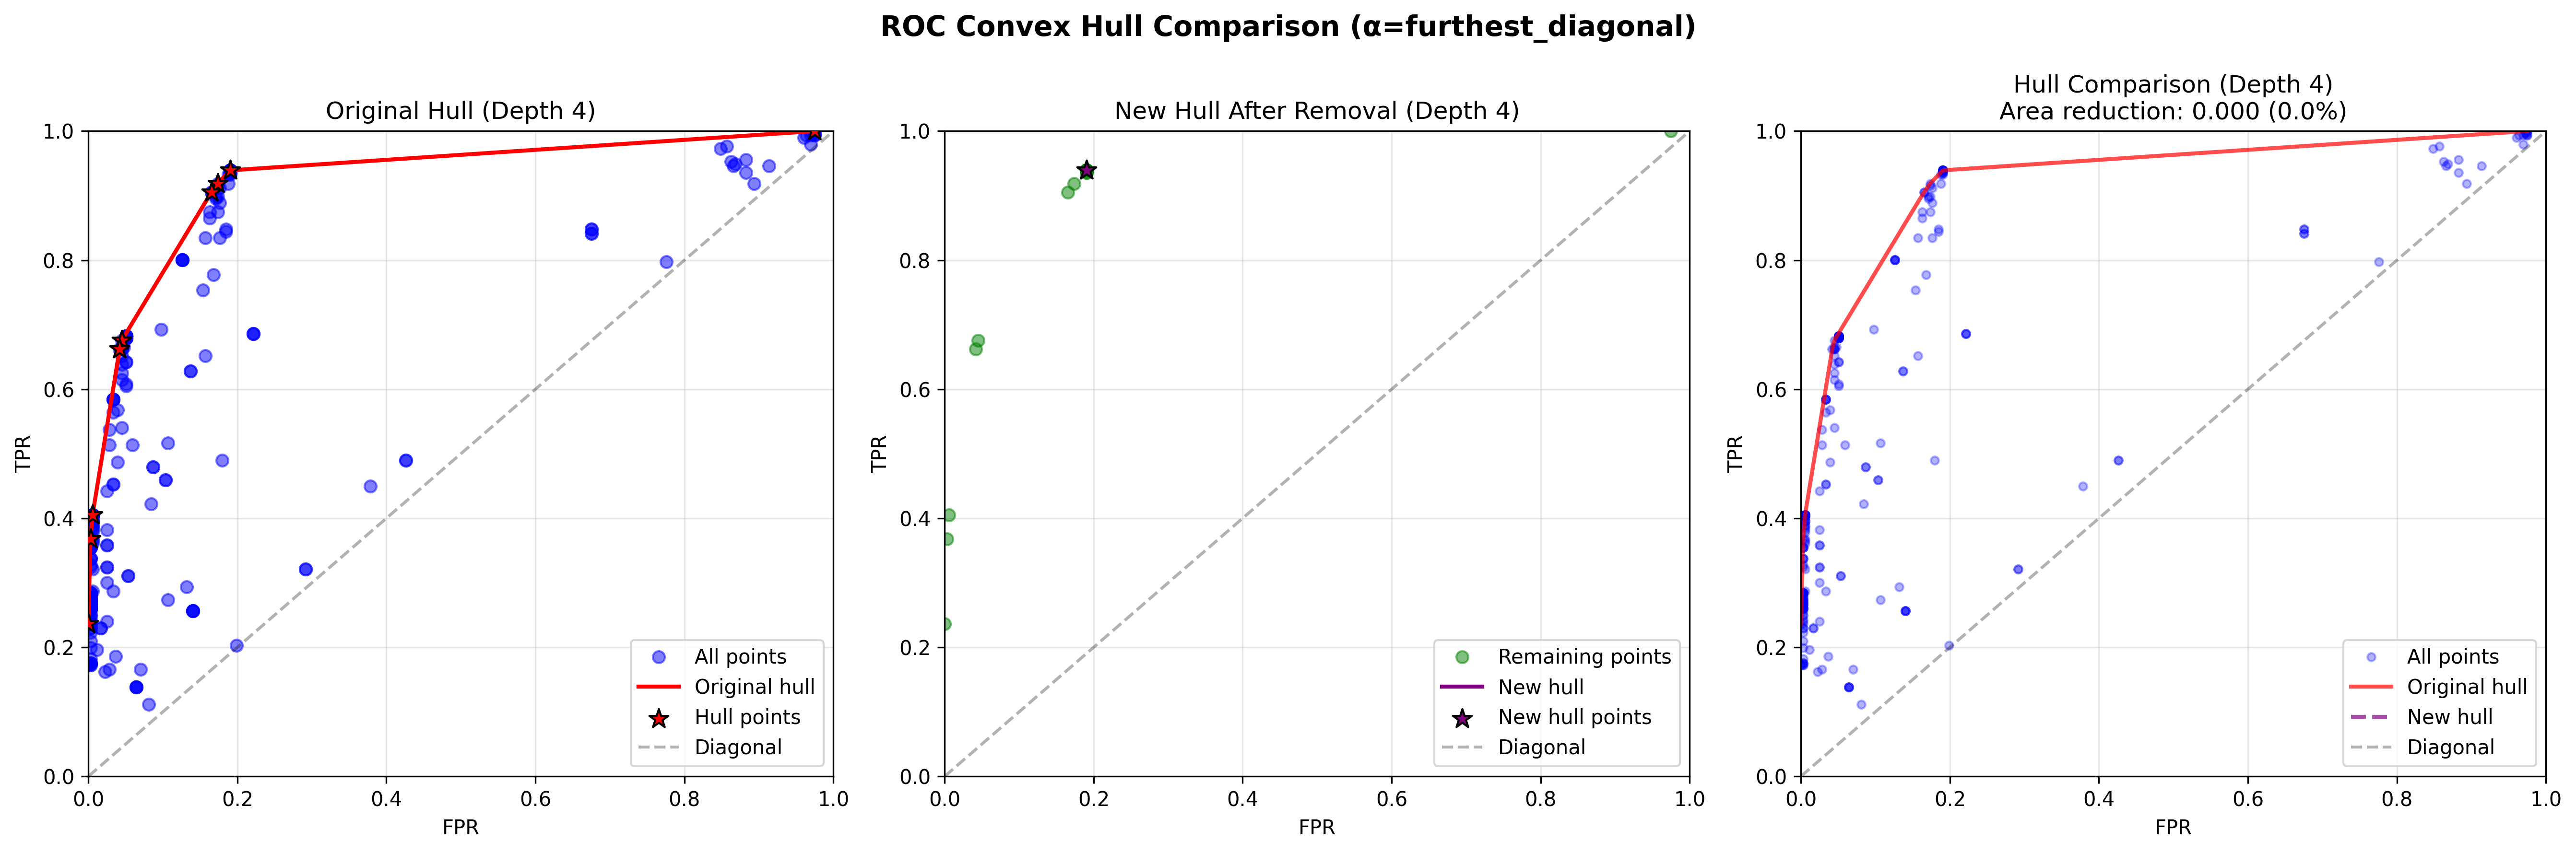 ROC Convex Hull Comparison (α=furthest_diagonal)
Original Hull (Depth 4)
1.0
0.8
0.6
0.4
0.2
0.0
TPR
0.0 0.2 0.4 0.6 0.8 1.0
FPR
All points
Original hull
Hull points
Diagonal
New Hull After Removal (Depth 4)
1.0
0.8
0.6
0.4
0.2
0.0
TPR
0.0 0.2 0.4 0.6 0.8 1.0
FPR
Remaining points
New hull
New hull points
Diagonal
Hull Comparison (Depth 4)
Area reduction: 0.000 (0.0%)
1.0
0.8
0.6
0.4
0.2
0.0
TPR
0.0 0.2 0.4 0.6 0.8 1.0
FPR
All points
Original hull
New hull
Diagonal